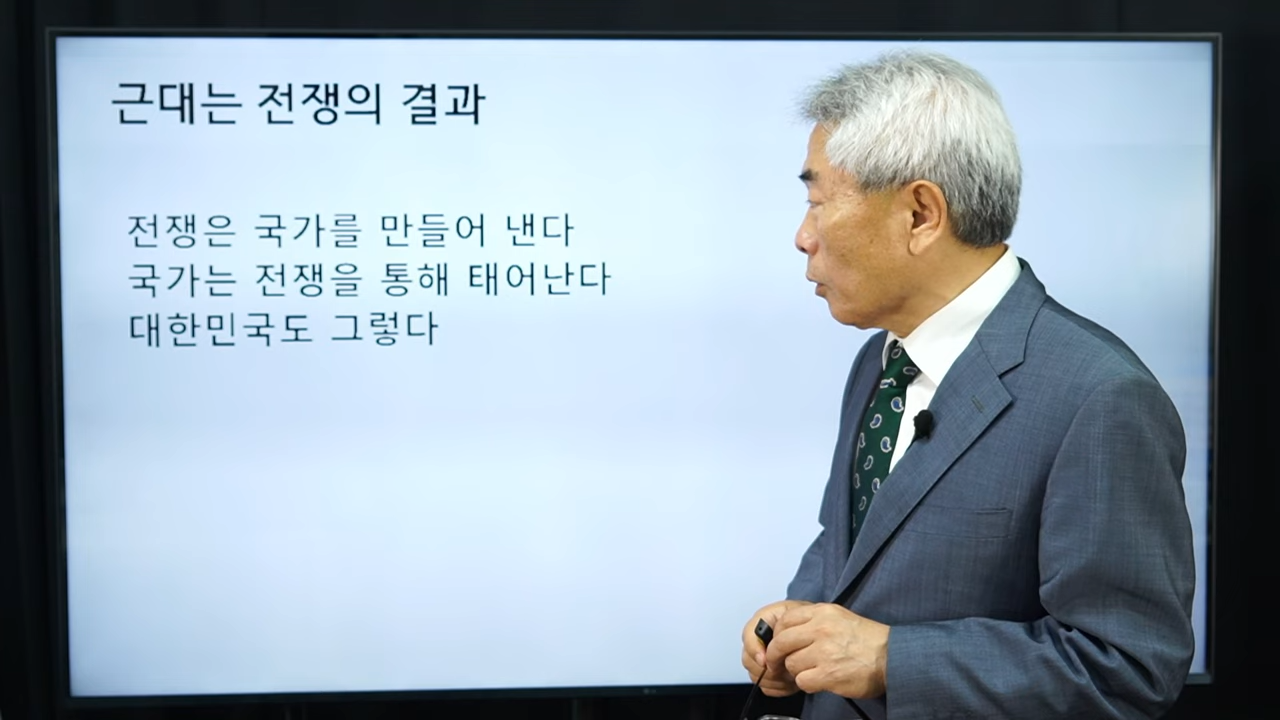 근대는 전쟁의 결과
전쟁은 국가를 만들어 낸다
국가는 전쟁을 통해 태어난다
대한민국도 그렇다